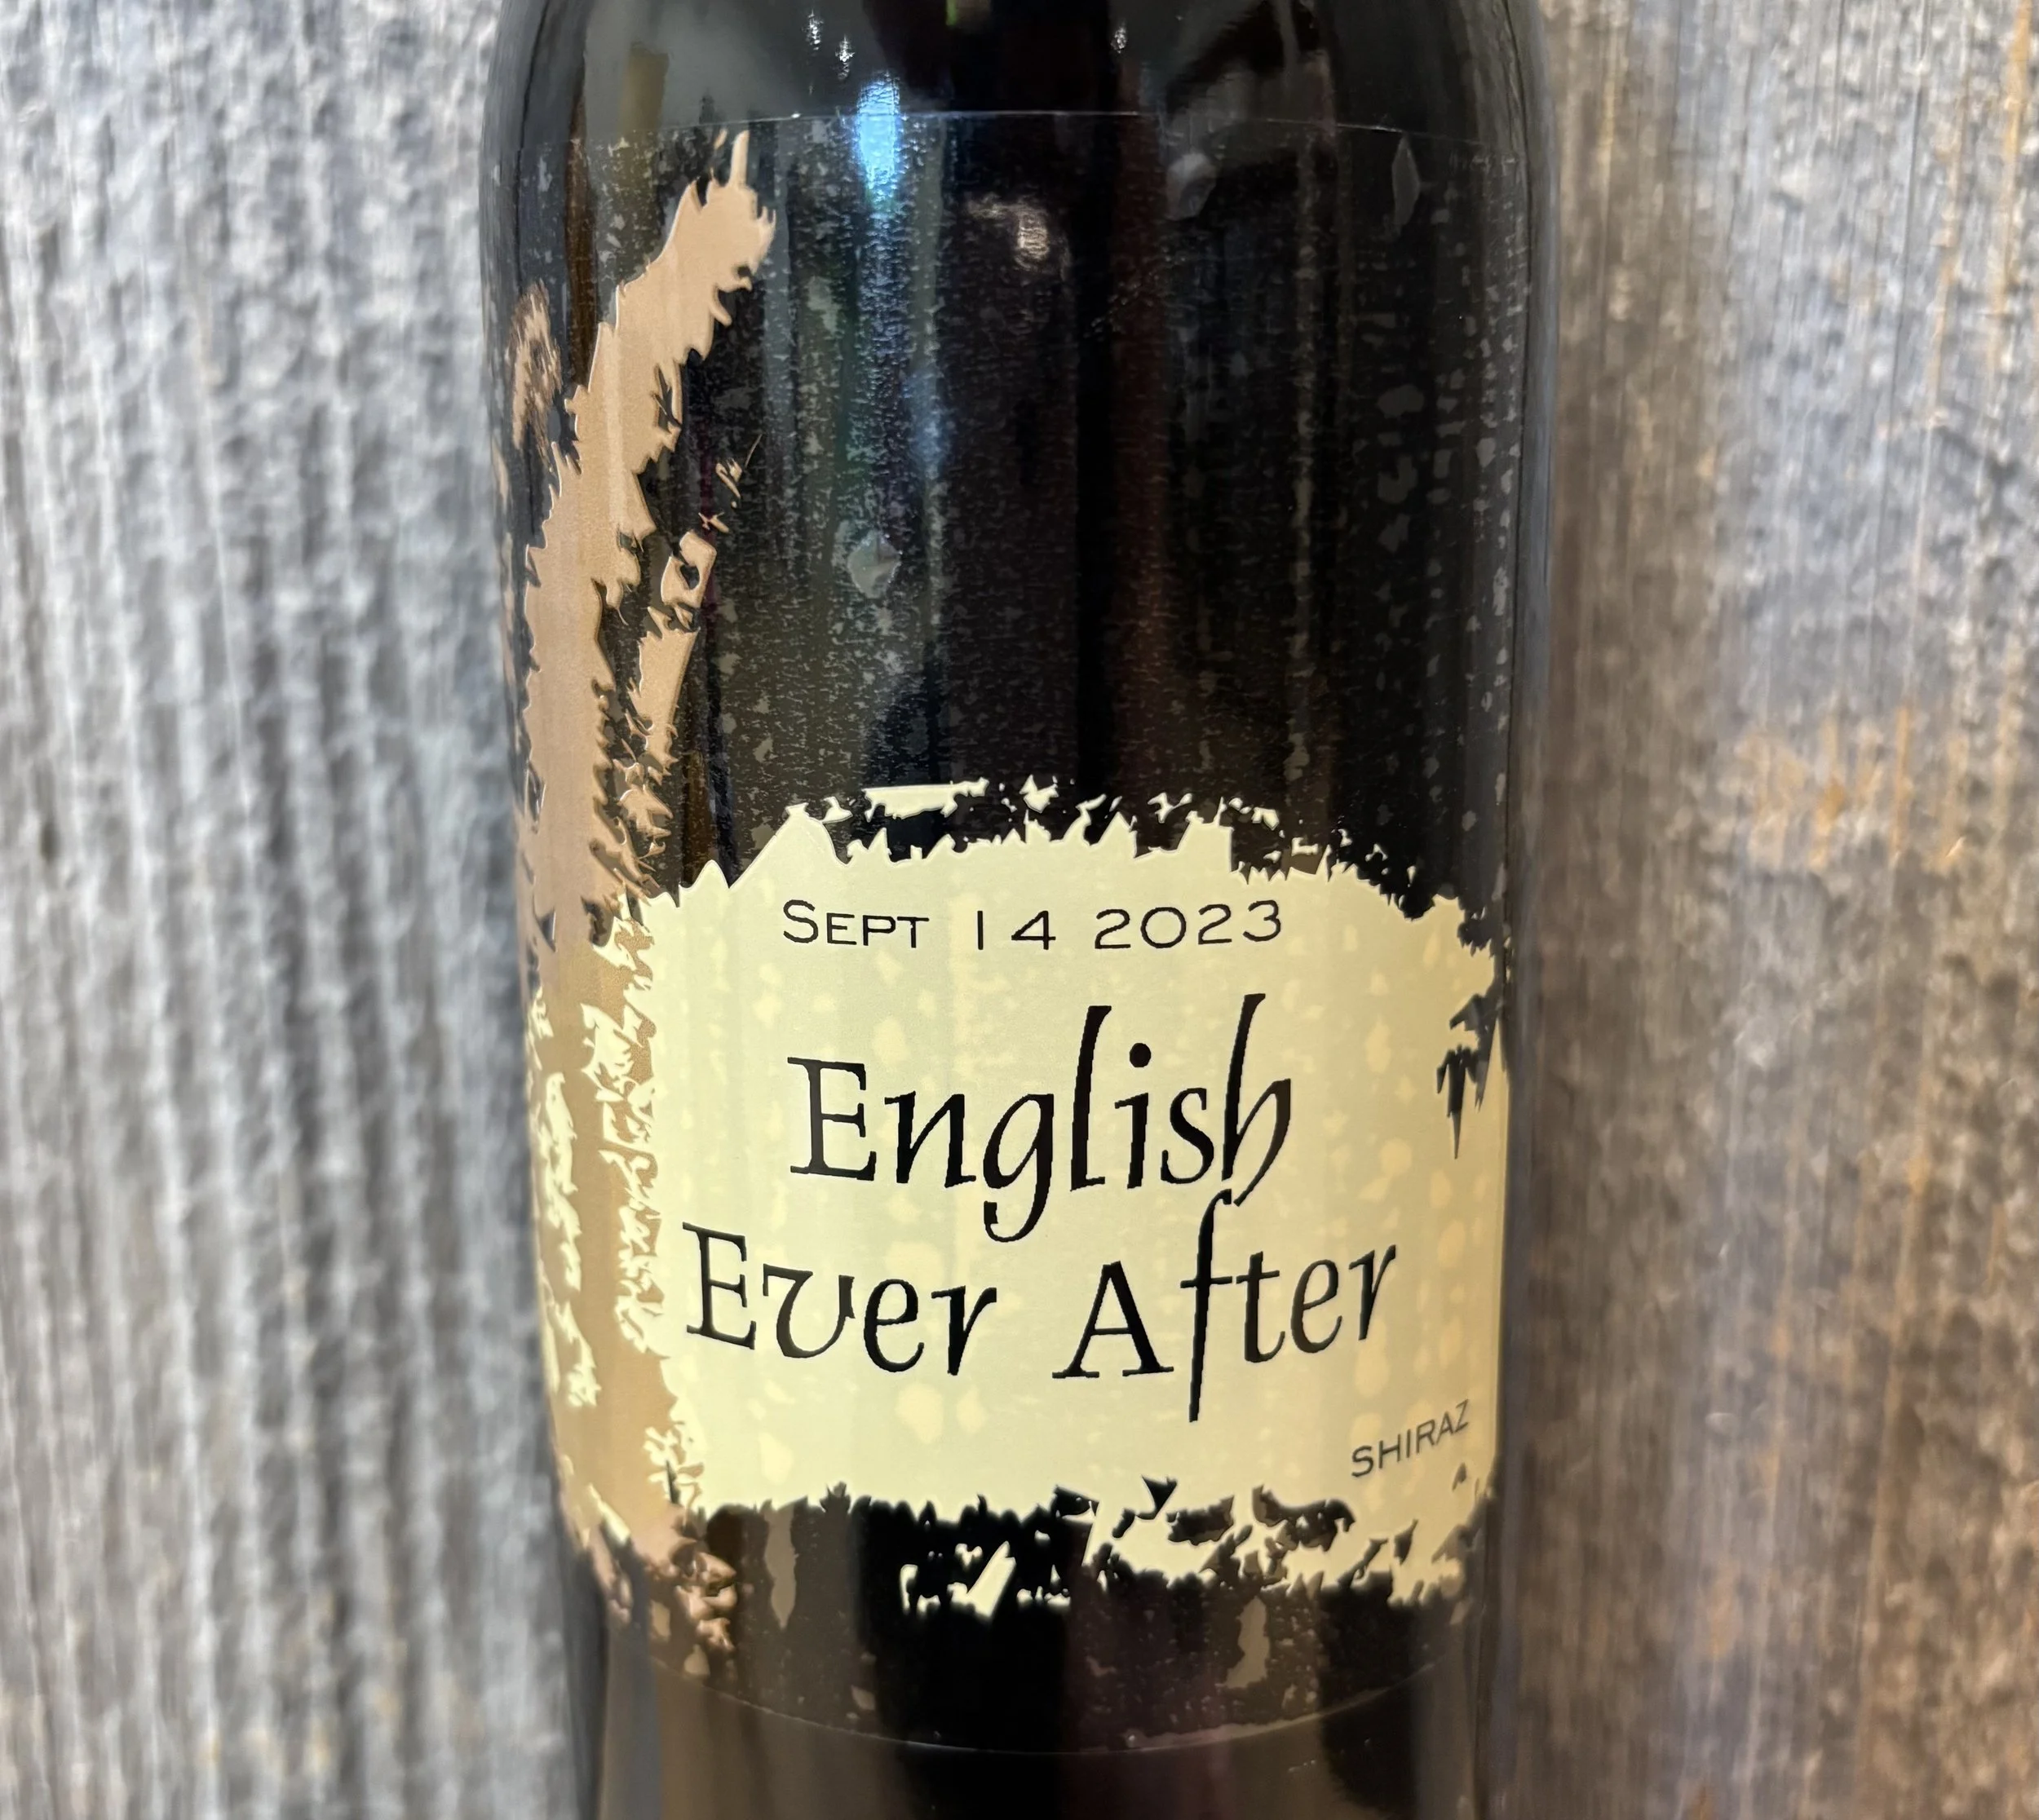 Sept 14 2023
English
Ever After
SHIRAZ